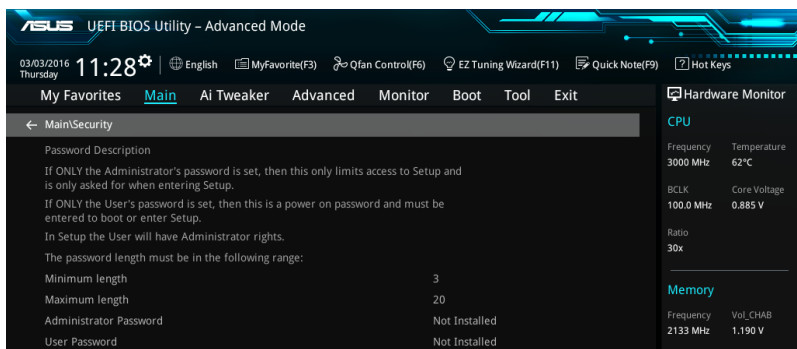 ASUS UEFI BIOS Utility – Advanced Mode
03/03/2016 Thursday 11:28 English MyFavorite(F3) Qfan Control(F6) EZ Tuning Wizard(F11) Quick Note(F9) ? Hot Keys
My Favorites Main Ai Tweaker Advanced Monitor Boot Tool Exit
Hardware Monitor
← Main\Security
Password Description
If ONLY the Administrator's password is set, then this only limits access to Setup and
is only asked for when entering Setup.
If ONLY the User's password is set, then this is a power on password and must be
entered to boot or enter Setup.
In Setup the User will have Administrator rights.
The password length must be in the following range:
Minimum length 3
Maximum length 20
Administrator Password Not Installed
User Password Not Installed
CPU
Frequency Temperature
3000 MHz 62°C
BCLK Core Voltage
100.0 MHz 0.885 V
Ratio
30x
Memory
Frequency Vol_CHAB
2133 MHz 1.190 V